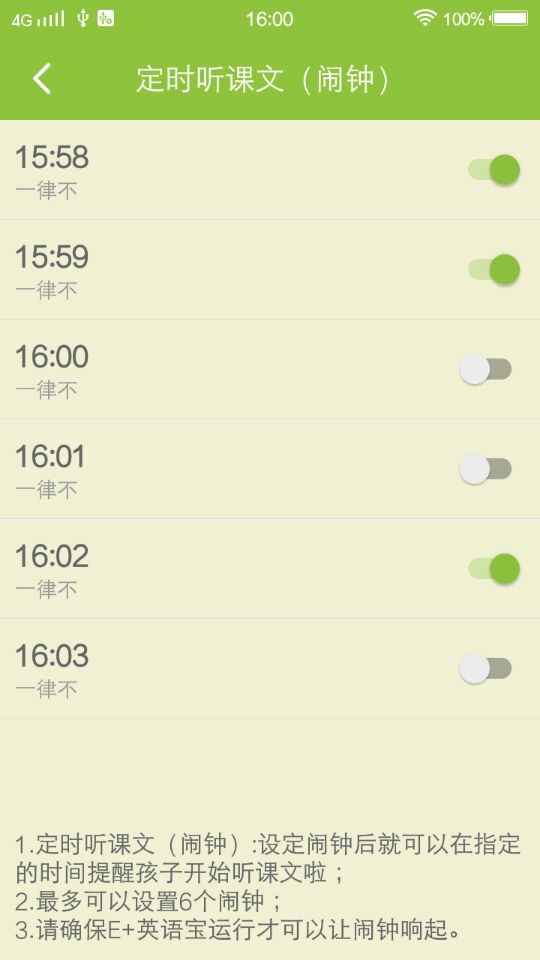 4G 16:00 100%
定时听课文（闹钟）
15:58
一律不
15:59
一律不
16:00
一律不
16:01
一律不
16:02
一律不
16:03
一律不
1.定时听课文（闹钟）:设定闹钟后就可以在指定
的时间提醒孩子开始听课文啦；
2.最多可以设置6个闹钟；
3.请确保E+英语宝运行才可以让闹钟响起。